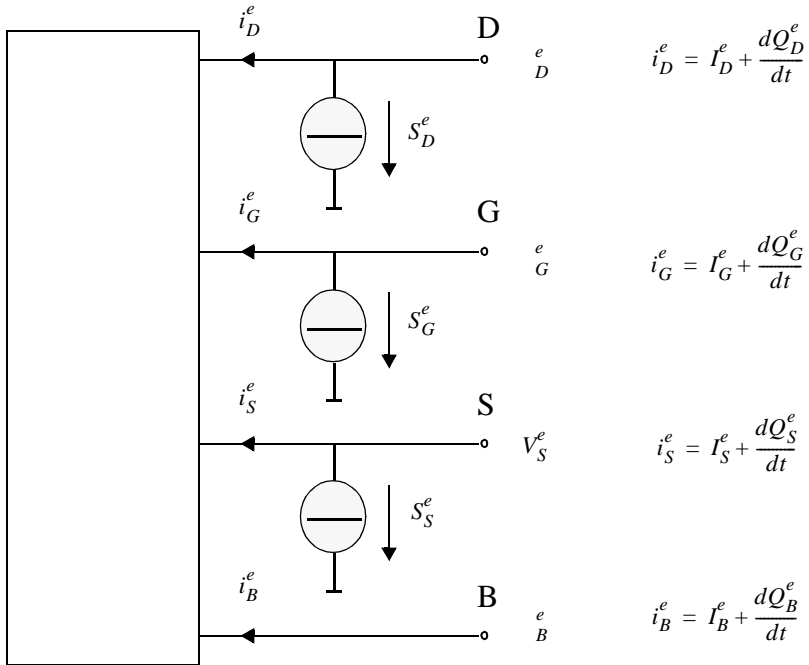 i_D^e D
_D^e i_D^e = I_D^e + dQ_D^e/dt
S_D^e
i_G^e G
_G^e i_G^e = I_G^e + dQ_G^e/dt
S_G^e
i_S^e S
V_S^e i_S^e = I_S^e + dQ_S^e/dt
S_S^e
i_B^e B
_B^e i_B^e = I_B^e + dQ_B^e/dt